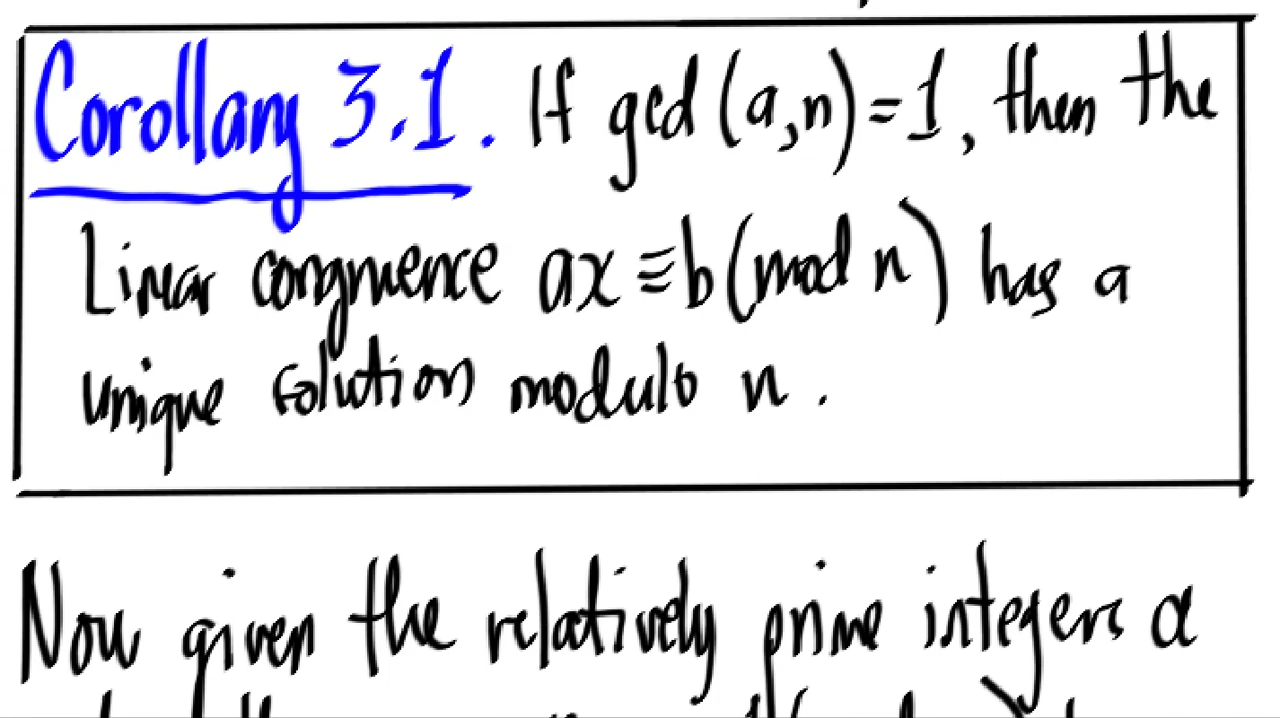 Corollary 3.1. If gcd(a,n)=1, then the
Linear congruence ax≡b(mod n) has a
unique solution modulo n.
Now given the relatively prime integers a